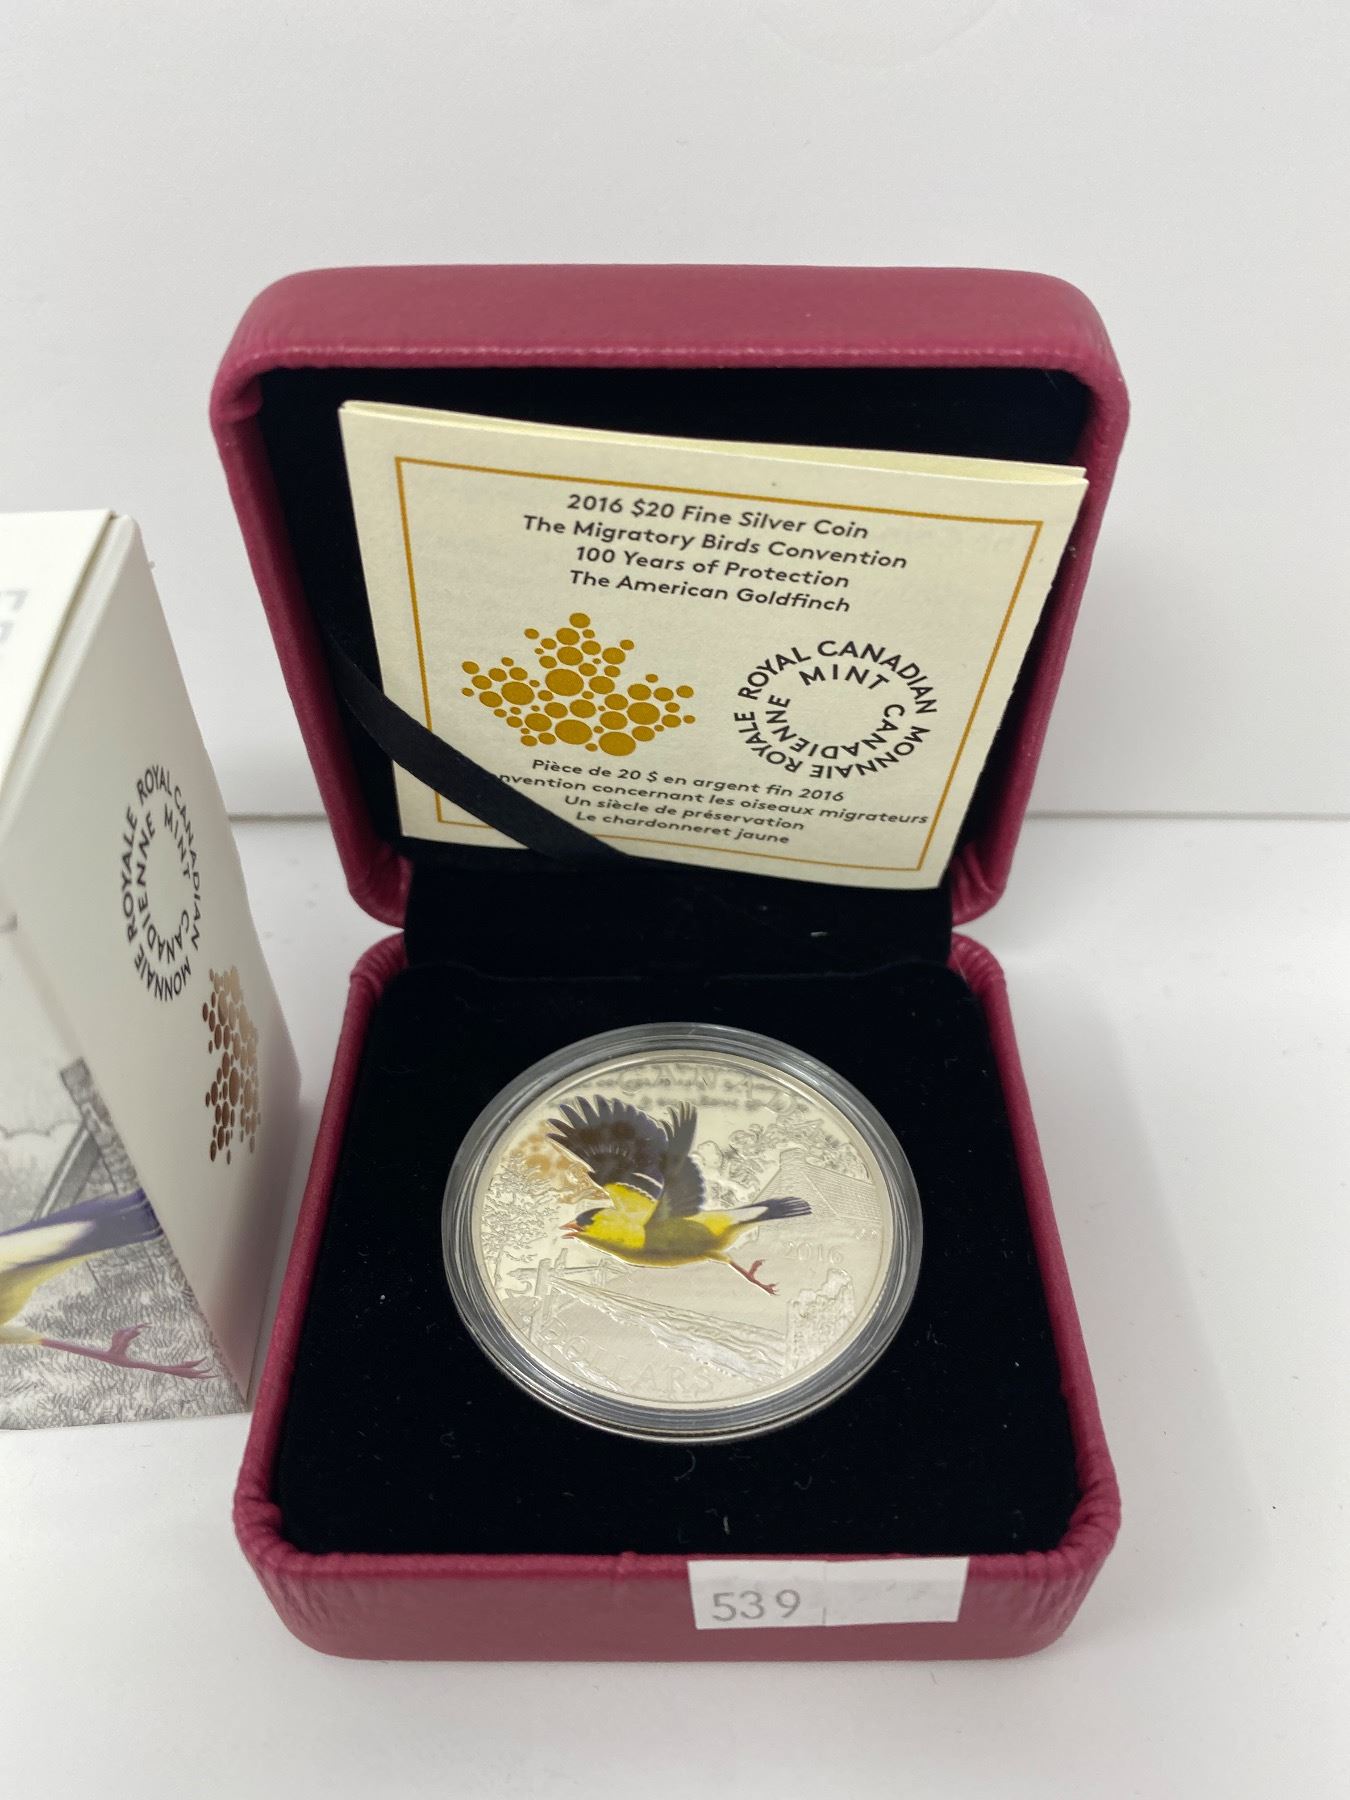 2016 $20 Fine Silver Coin
The Migratory Birds Convention
100 Years of Protection
The American Goldfinch
ROYAL CANADIAN MINT
MONNAIE ROYALE CANADIENNE
Pièce de 20 $ en argent fin 2016
concernant les oiseaux migrateurs
Un siècle de préservation
Le chardonneret jaune
ROYAL CANADIAN MINT
MONNAIE ROYALE CANADIENNE
2016
DOLLARS
539